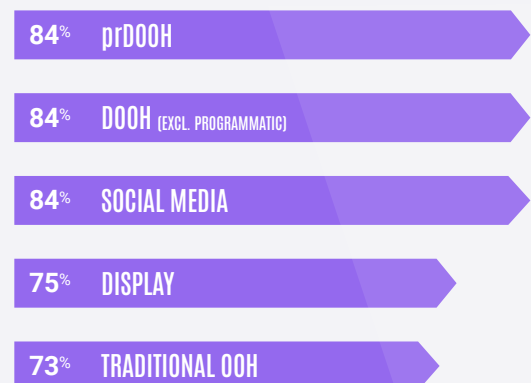 84% prDOOH
84% DOOH (EXCL. PROGRAMMATIC)
84% SOCIAL MEDIA
75% DISPLAY
73% TRADITIONAL OOH